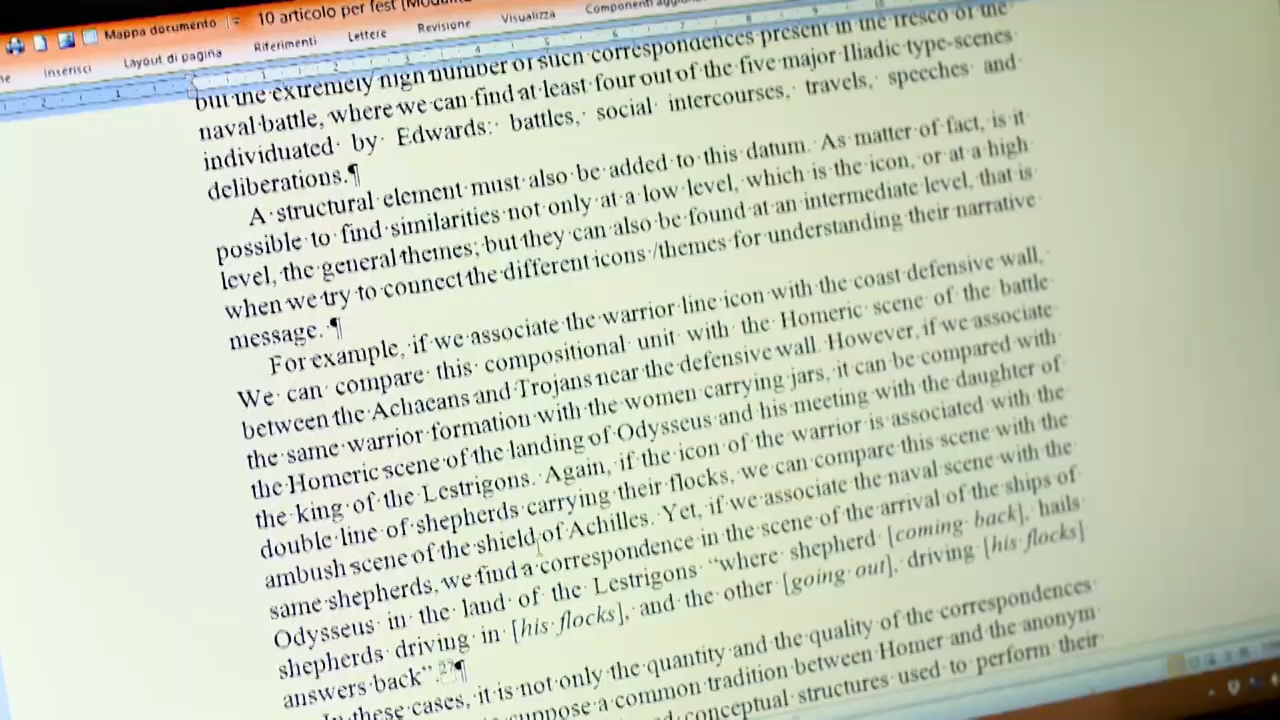 Mappa documento
10 articolo per fest
Inserisci
Layout di pagina
Riferimenti
Lettere
Revisione
Visualizza
but the extremely high number of such correspondences present in the fresco of the
naval battle, where we can find at least four out of the five major Iliadic type-scenes
individuated by Edwards: battles, social intercourses, travels, speeches and
deliberations.¶
A structural element must also be added to this datum. As matter of fact, is it
possible to find similarities not only at a low level, which is the icon, or at a high
level, the general themes; but they can also be found at an intermediate level, that is
when we try to connect the different icons /themes for understanding their narrative
message. ¶
For example, if we associate the warrior line icon with the coast defensive wall,
We can compare this compositional unit with the Homeric scene of the battle
between the Achaeans and Trojans near the defensive wall. However, if we associate
the same warrior formation with the women carrying jars, it can be compared with
the Homeric scene of the landing of Odysseus and his meeting with the daughter of
the king of the Lestrigons. Again, if the icon of the warrior is associated with the
double line of shepherds carrying their flocks, we can compare this scene with the
ambush scene of the shield of Achilles. Yet, if we associate the naval scene with the
same shepherds, we find a correspondence in the scene of the arrival of the ships of
Odysseus in the land of the Lestrigons “where shepherd [coming back], hails
shepherds driving in [his flocks], and the other [going out], driving [his flocks]
answers back”.¶
In these cases, it is not only the quantity and the quality of the correspondences
suppose a common tradition between Homer and the anonym
conceptual structures used to perform their